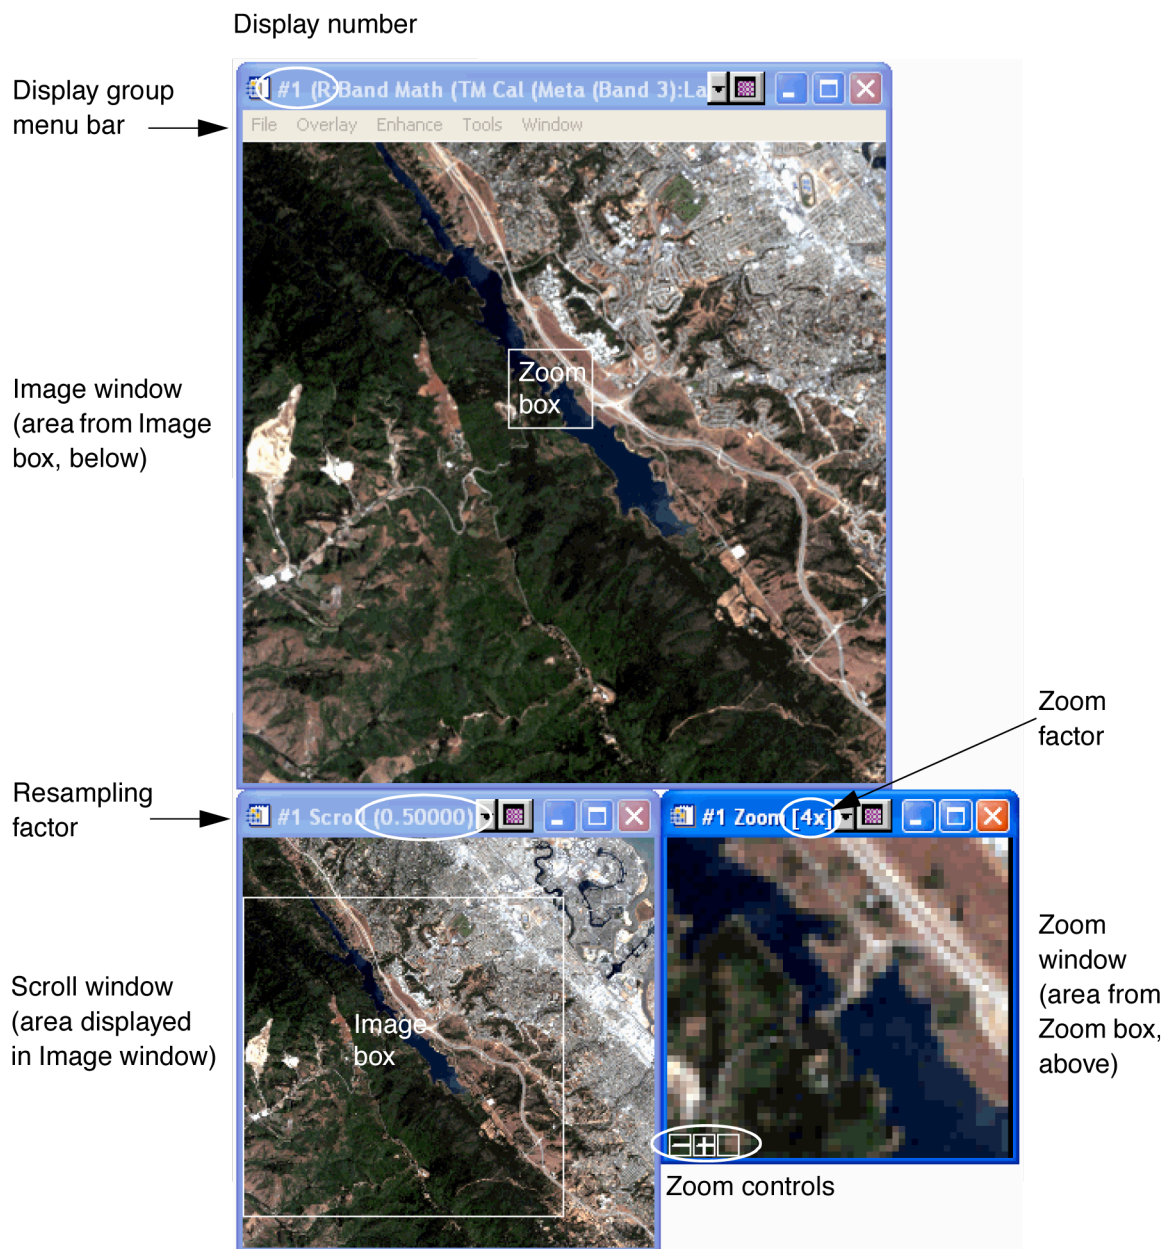 Display number
Display group
menu bar
#1 (R:Band Math (TM Cal (Meta (Band 3):La
File Overlay Enhance Tools Window
Image window
(area from Image
box, below)
Zoom
box
Zoom
factor
Resampling
factor
#1 Scroll (0.50000)
#1 Zoom [4x]
Scroll window
(area displayed
in Image window)
Image
box
Zoom
window
(area from
Zoom box,
above)
Zoom controls